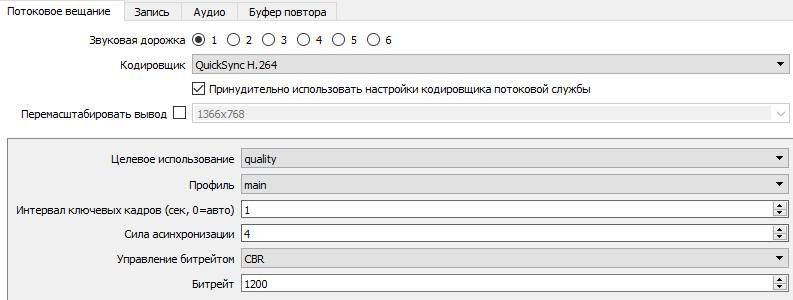 Потоковое вещание Запись Аудио Буфер повтора
Звуковая дорожка 1 2 3 4 5 6
Кодировщик QuickSync H.264
Принудительно использовать настройки кодировщика потоковой службы
Перемасштабировать вывод 1366x768
Целевое использование quality
Профиль main
Интервал ключевых кадров (сек, 0=авто) 1
Сила асинхронизации 4
Управление битрейтом CBR
Битрейт 1200